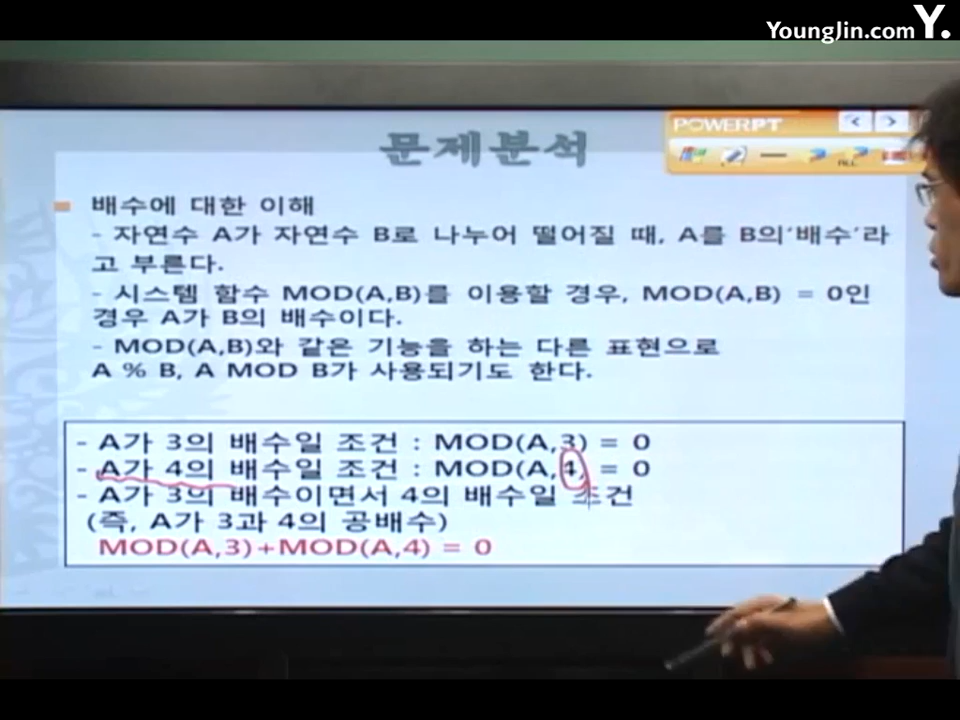 YoungJin.com Y.
POWERPT
문제분석
배수에 대한 이해
- 자연수 A가 자연수 B로 나누어 떨어질 때, A를 B의'배수'라
고 부른다.
- 시스템 함수 MOD(A,B)를 이용할 경우, MOD(A,B) = 0인
경우 A가 B의 배수이다.
- MOD(A,B)와 같은 기능을 하는 다른 표현으로
A % B, A MOD B가 사용되기도 한다.
- A가 3의 배수일 조건 : MOD(A,3) = 0
- A가 4의 배수일 조건 : MOD(A,4) = 0
- A가 3의 배수이면서 4의 배수일 조건
(즉, A가 3과 4의 공배수)
MOD(A,3)+MOD(A,4) = 0
ALL